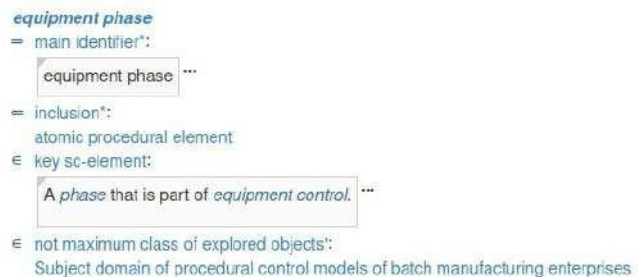 equipment phase
= main identifier*:
equipment phase ...
= inclusion*:
atomic procedural element
∈ key sc-element:
A phase that is part of equipment control. ...
∈ not maximum class of explored objects':
Subject domain of procedural control models of batch manufacturing enterprises